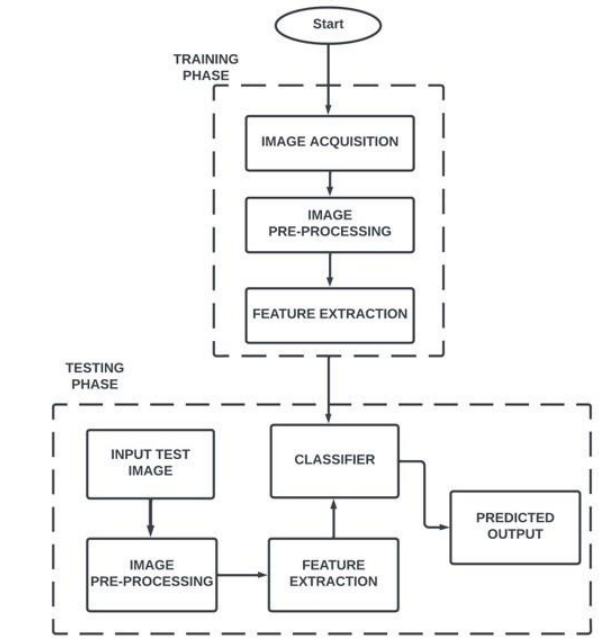 Start
TRAINING
PHASE
IMAGE ACQUISITION
IMAGE
PRE-PROCESSING
FEATURE EXTRACTION
TESTING
PHASE
INPUT TEST
IMAGE
CLASSIFIER
PREDICTED
OUTPUT
IMAGE
PRE-PROCESSING
FEATURE
EXTRACTION